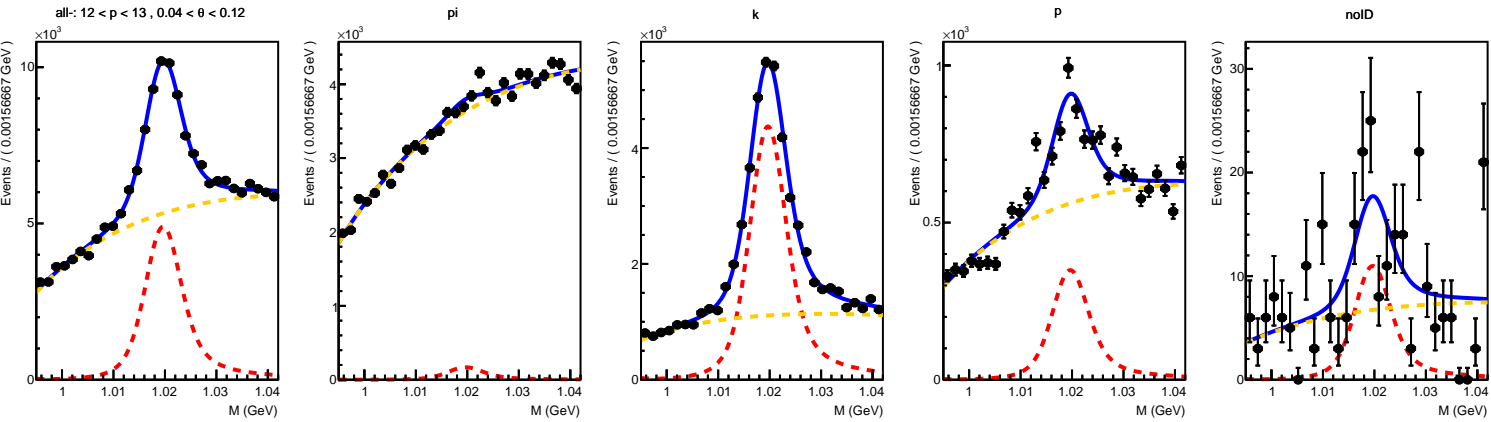 all-: 12 < p < 13 , 0.04 < θ < 0.12
×10³
Events / ( 0.00156667 GeV )
10
5
0
1 1.01 1.02 1.03 1.04
M (GeV)
pi
×10³
Events / ( 0.00156667 GeV )
4
3
2
1
0
1 1.01 1.02 1.03 1.04
M (GeV)
k
×10³
Events / ( 0.00156667 GeV )
4
2
0
1 1.01 1.02 1.03 1.04
M (GeV)
p
×10³
Events / ( 0.00156667 GeV )
1
0.5
0
1 1.01 1.02 1.03 1.04
M (GeV)
noID
Events / ( 0.00156667 GeV )
30
20
10
0
1 1.01 1.02 1.03 1.04
M (GeV)